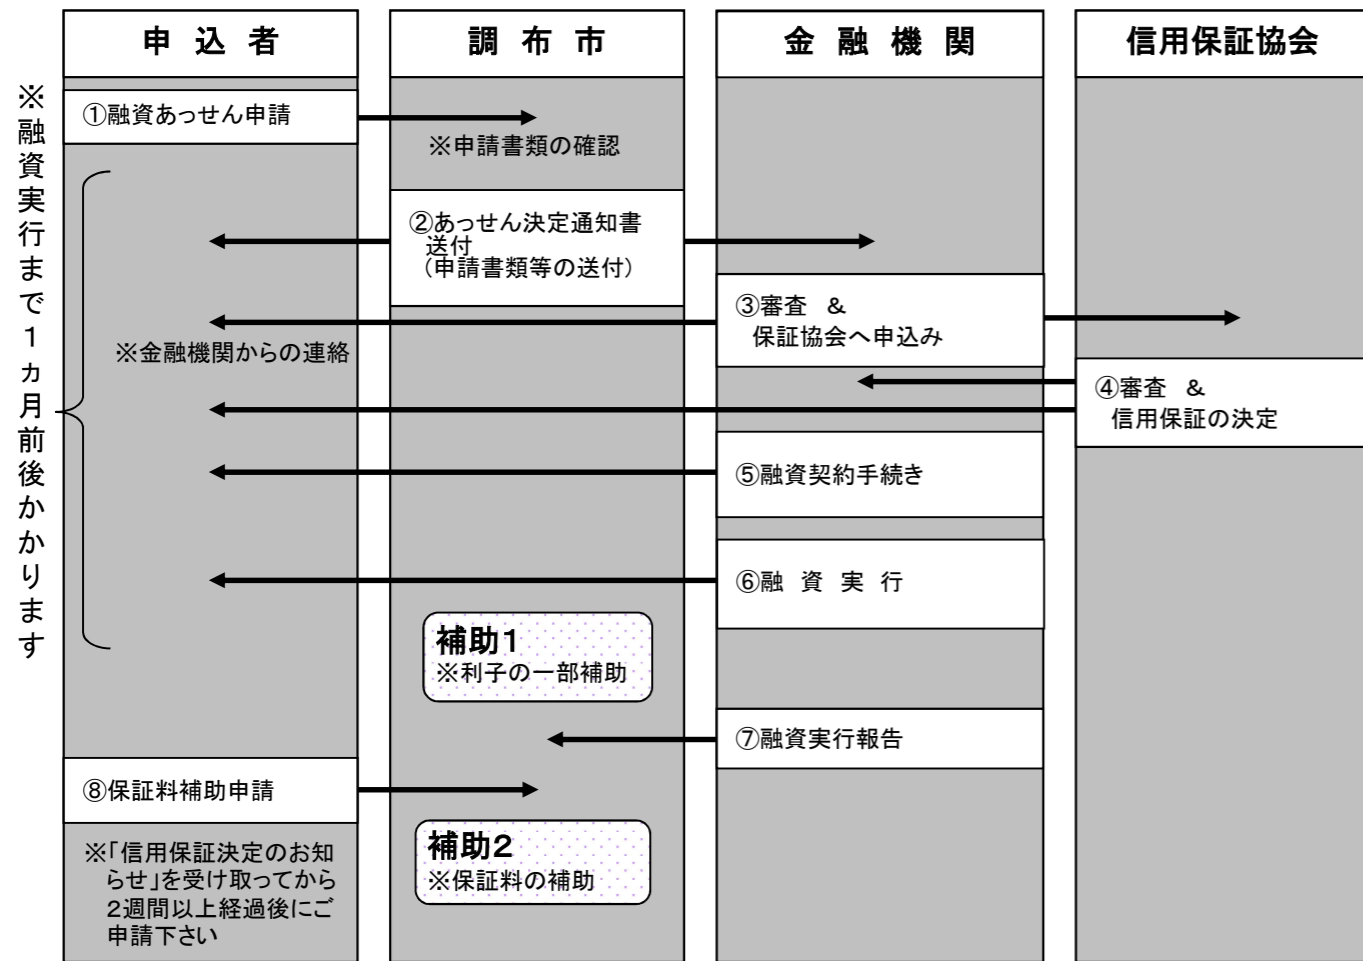 申 込 者
調 布 市
金 融 機 関
信用保証協会
※融資実行まで1ヵ月前後かかります
①融資あっせん申請
※申請書類の確認
②あっせん決定通知書
送付
(申請書類等の送付)
③審査 &
保証協会へ申込み
※金融機関からの連絡
④審査 &
信用保証の決定
⑤融資契約手続き
⑥融 資 実 行
補助1
※利子の一部補助
⑦融資実行報告
⑧保証料補助申請
補助2
※保証料の補助
※「信用保証決定のお知
らせ」を受け取ってから
2週間以上経過後にご
申請下さい